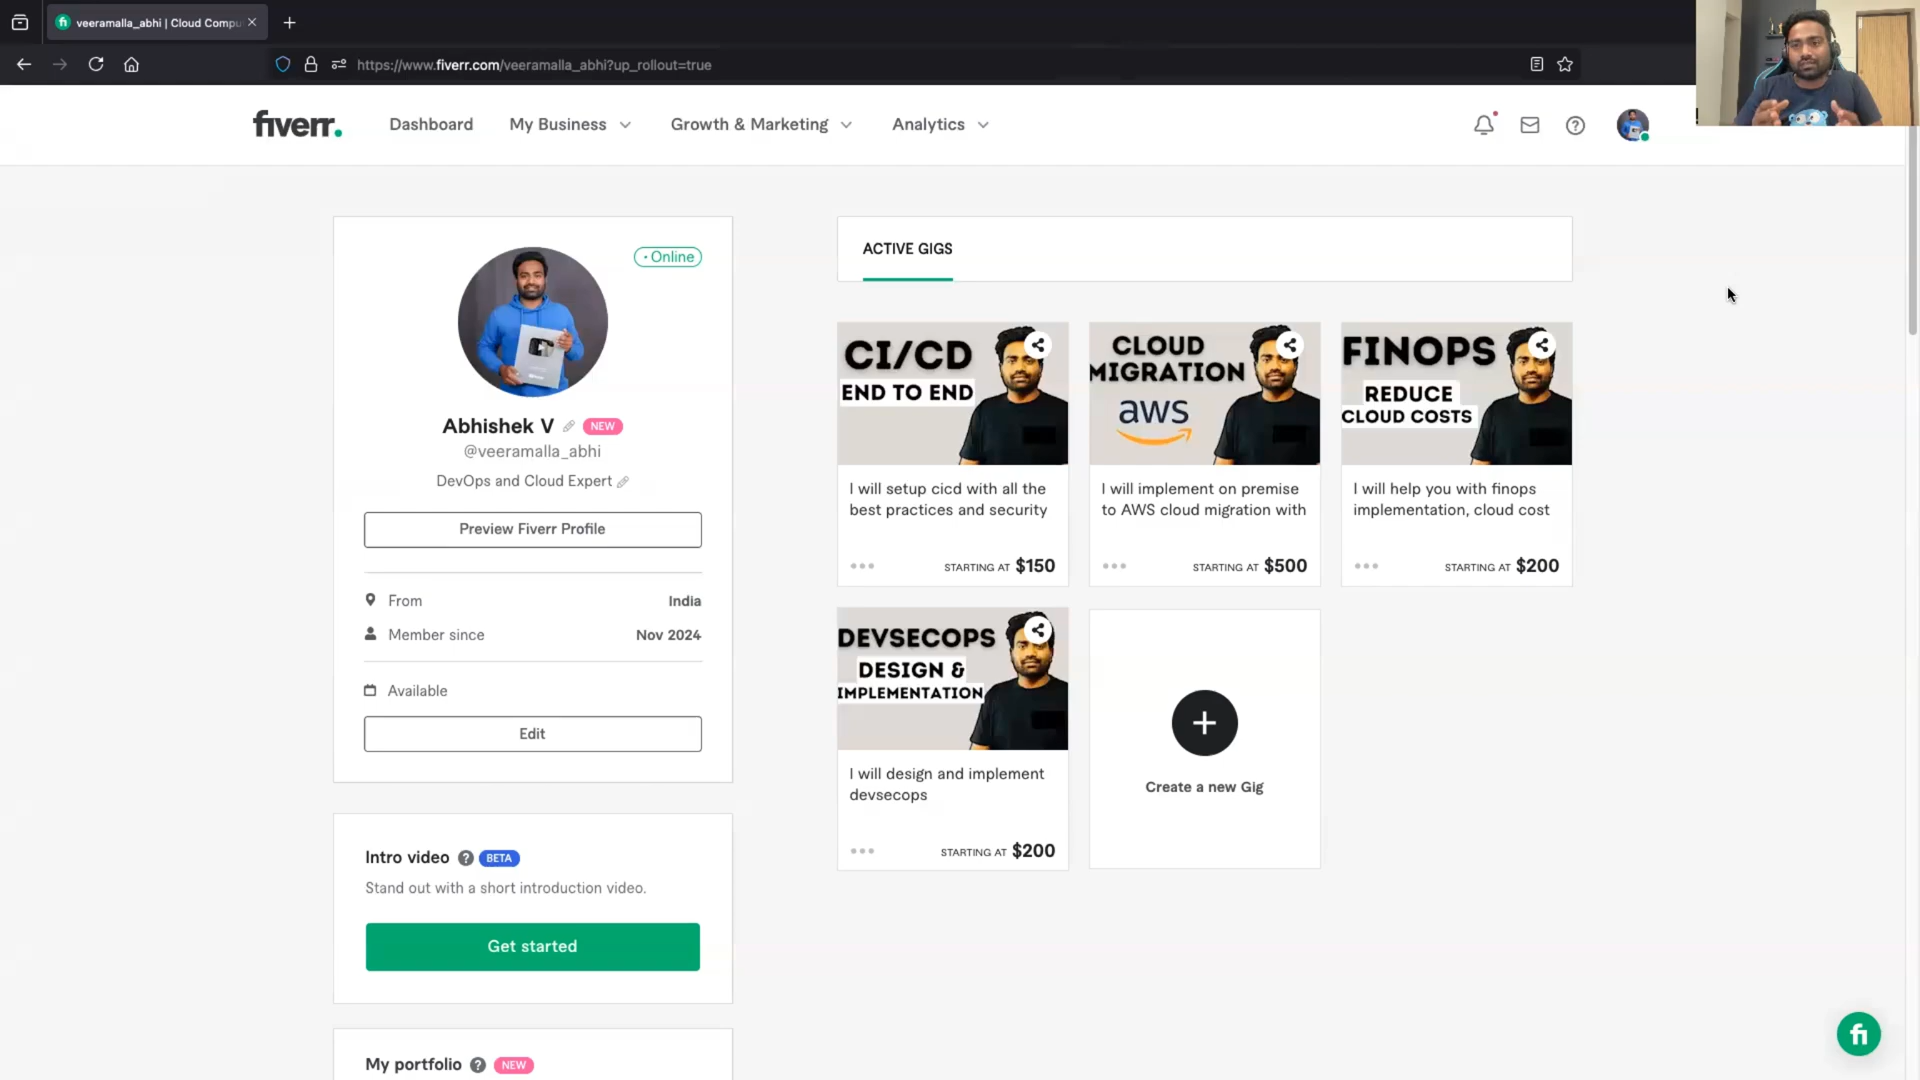 veeramalla_abhi | Cloud Compu
https://www.fiverr.com/veeramalla_abhi?up_rollout=true
fiverr.
Dashboard
My Business
Growth & Marketing
Analytics
Online
Abhishek V
NEW
@veeramalla_abhi
DevOps and Cloud Expert
Preview Fiverr Profile
From
India
Member since
Nov 2024
Available
Edit
Intro video
BETA
Stand out with a short introduction video.
Get started
My portfolio
NEW
ACTIVE GIGS
CI/CD
END TO END
I will setup cicd with all the
best practices and security
STARTING AT $150
CLOUD
MIGRATION
aws
I will implement on premise
to AWS cloud migration with
STARTING AT $500
FINOPS
REDUCE
CLOUD COSTS
I will help you with finops
implementation, cloud cost
STARTING AT $200
DEVSECOPS
DESIGN &
IMPLEMENTATION
I will design and implement
devsecops
STARTING AT $200
Create a new Gig
fi